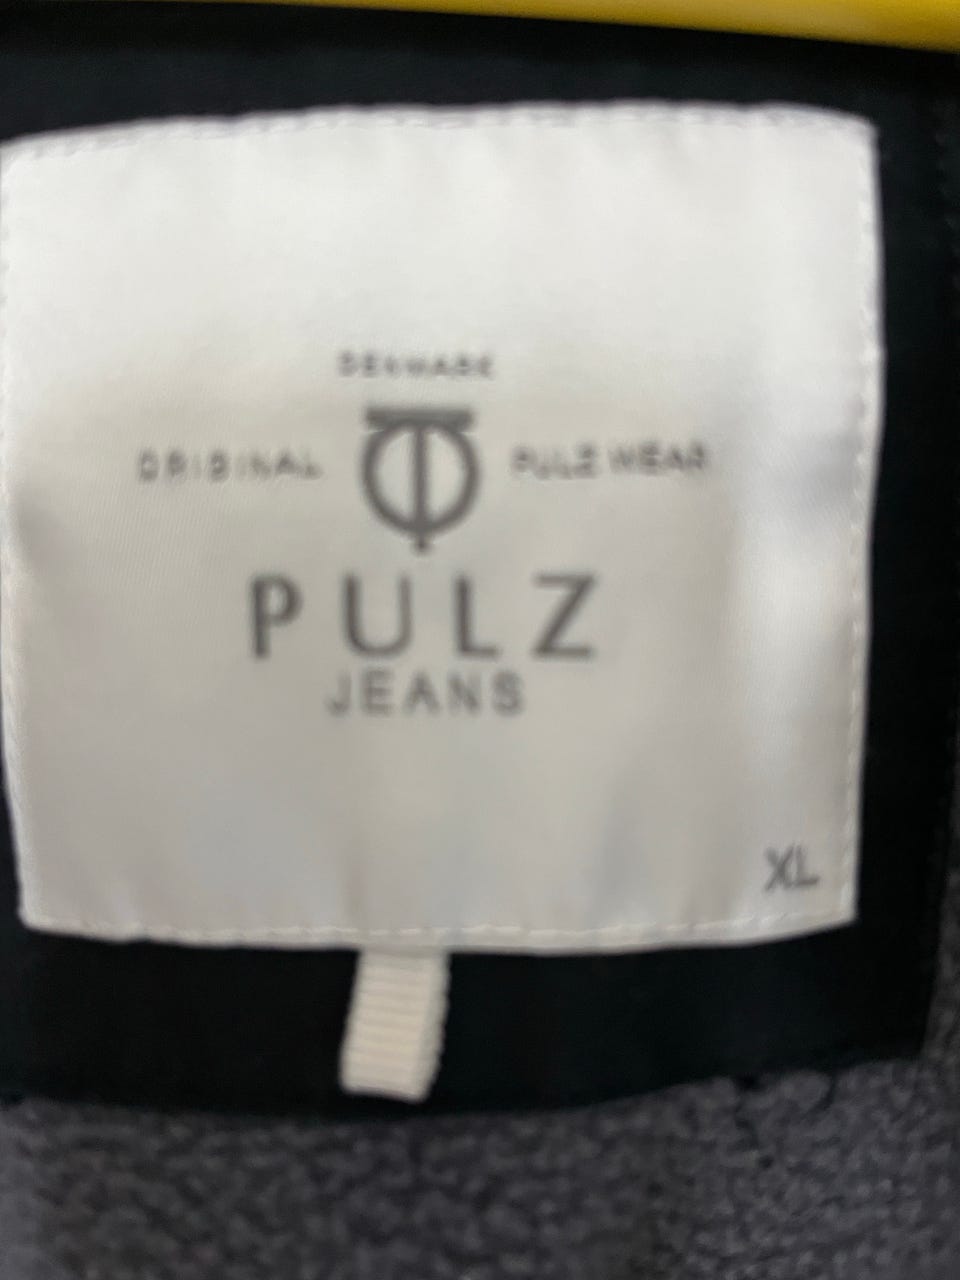 DENMARK
ORIGINAL PULZ WEAR
PULZ
JEANS
XL